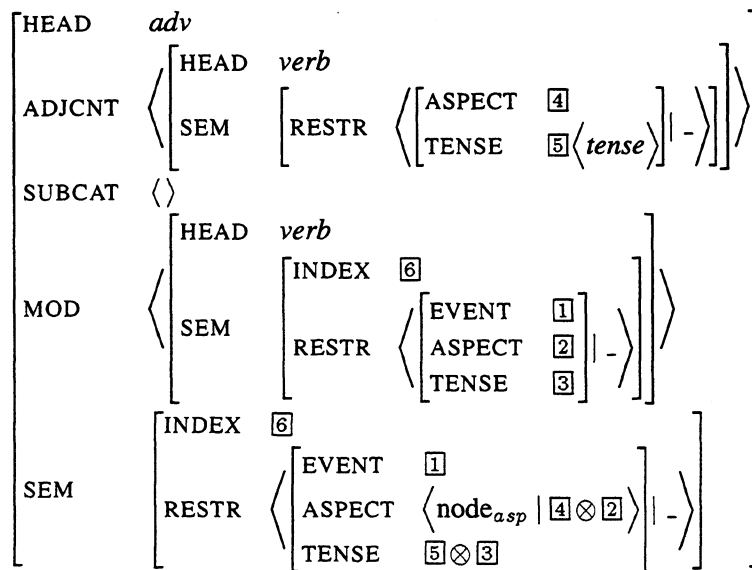 HEAD adv
HEAD verb
ADJCNT ⟨ SEM [RESTR ⟨ [ASPECT 4
TENSE 5⟨tense⟩] | _ ⟩] ⟩
SUBCAT ⟨⟩
HEAD verb
INDEX 6
MOD ⟨ SEM RESTR ⟨ [EVENT 1
ASPECT 2
TENSE 3] | _ ⟩ ⟩
INDEX 6
EVENT 1
SEM RESTR ⟨ ASPECT ⟨node_asp | 4 ⊗ 2⟩ | _ ⟩
TENSE 5 ⊗ 3